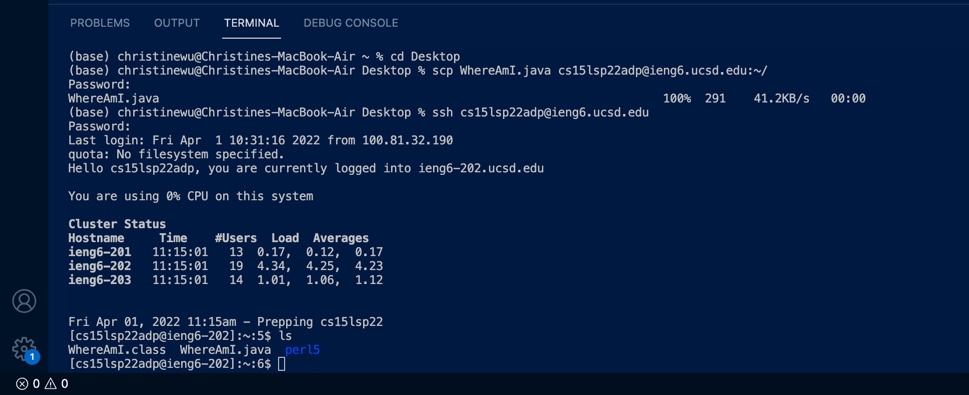 PROBLEMS OUTPUT TERMINAL DEBUG CONSOLE
(base) christinewu@Christines-MacBook-Air ~ % cd Desktop
(base) christinewu@Christines-MacBook-Air Desktop % scp WhereAmI.java cs15lsp22adp@ieng6.ucsd.edu:~/
Password:
WhereAmI.java 100% 291 41.2KB/s 00:00
(base) christinewu@Christines-MacBook-Air Desktop % ssh cs15lsp22adp@ieng6.ucsd.edu
Password:
Last login: Fri Apr  1 10:31:16 2022 from 100.81.32.190
quota: No filesystem specified.
Hello cs15lsp22adp, you are currently logged into ieng6-202.ucsd.edu
You are using 0% CPU on this system
Cluster Status
Hostname Time #Users Load Averages
ieng6-201 11:15:01 13 0.17, 0.12, 0.17
ieng6-202 11:15:01 19 4.34, 4.25, 4.23
ieng6-203 11:15:01 14 1.01, 1.06, 1.12
Fri Apr 01, 2022 11:15am - Prepping cs15lsp22
[cs15lsp22adp@ieng6-202]:~:5$ ls
WhereAmI.class WhereAmI.java perl5
[cs15lsp22adp@ieng6-202]:~:6$
1
0 0